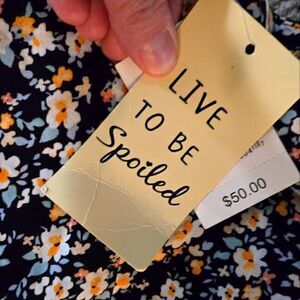 LIVE
TO BE
Spoiled
$50.00